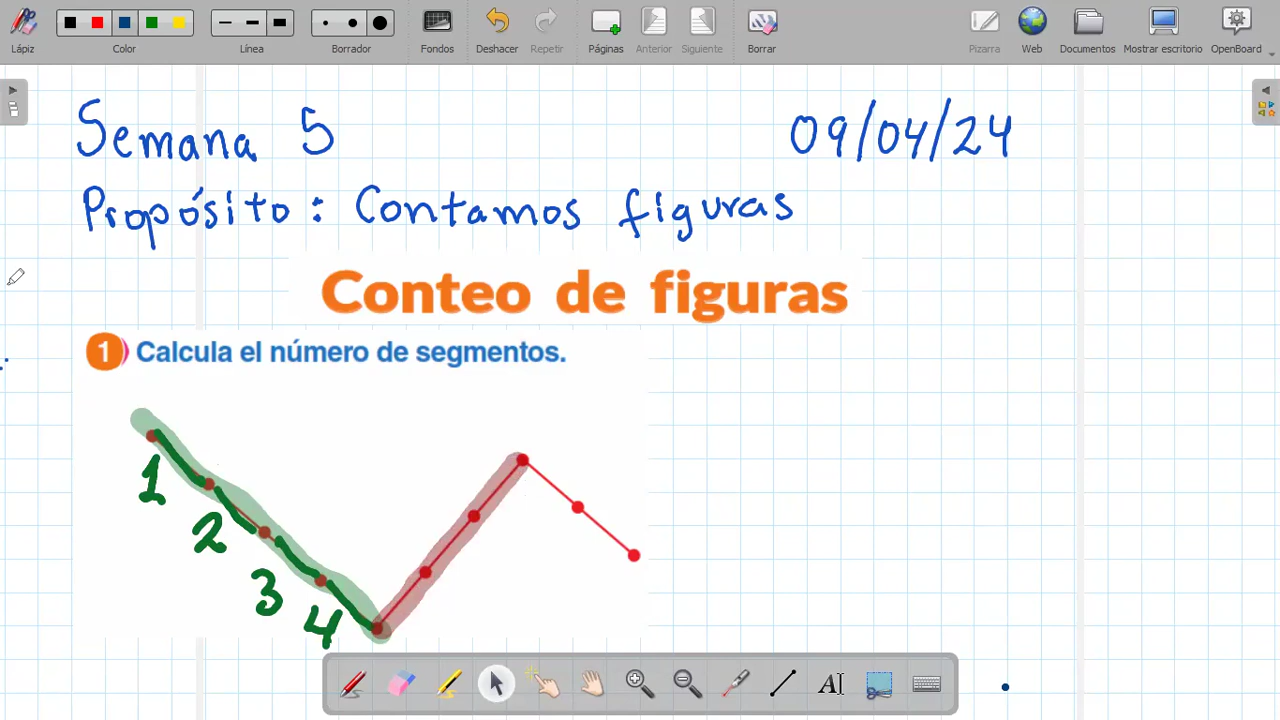 Lápiz Color Línea Borrador Fondos Deshacer Repetir Páginas Anterior Siguiente Borrar Pizarra Web Documentos Mostrar escritorio OpenBoard
Semana 5 09/04/24
Propósito: Contamos figuras
Conteo de figuras
1 Calcula el número de segmentos.
1
2
3
4